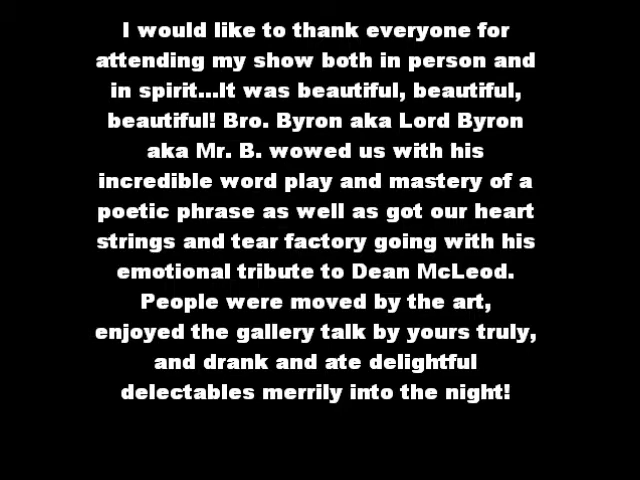 I would like to thank everyone for
attending my show both in person and
in spirit...It was beautiful, beautiful,
beautiful! Bro. Byron aka Lord Byron
aka Mr. B. wowed us with his
incredible word play and mastery of a
poetic phrase as well as got our heart
strings and tear factory going with his
emotional tribute to Dean McLeod.
People were moved by the art,
enjoyed the gallery talk by yours truly,
and drank and ate delightful
delectables merrily into the night!